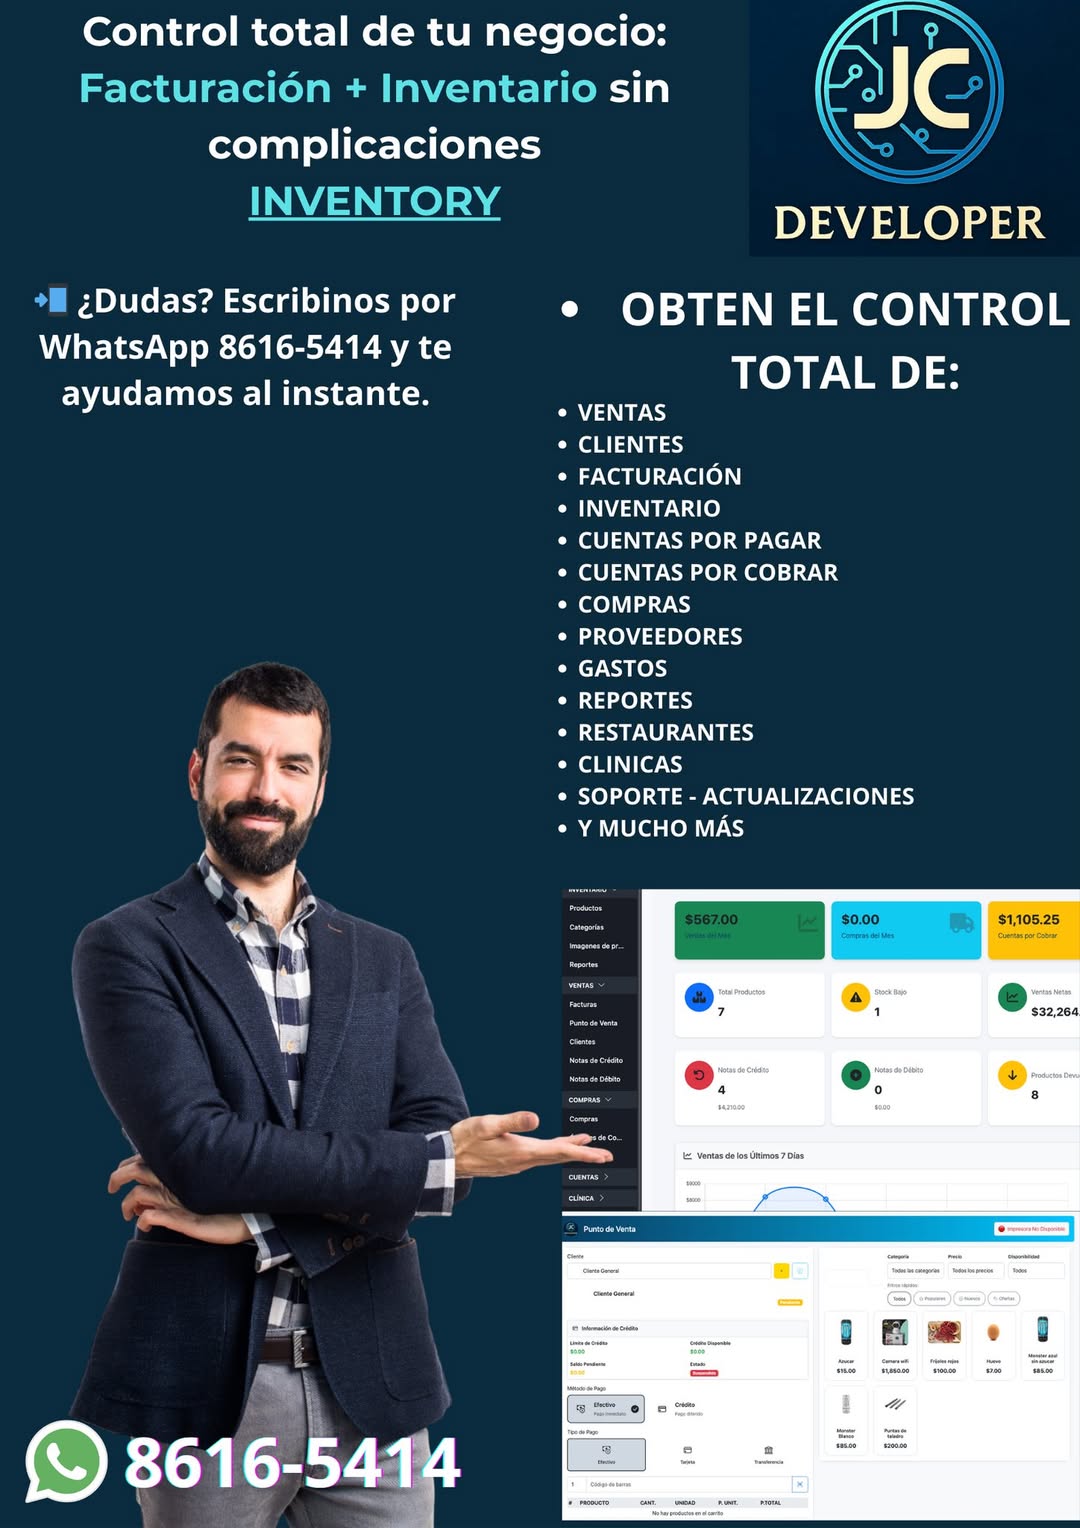 Control total de tu negocio:
Facturación + Inventario sin
complicaciones
INVENTORY
JC
DEVELOPER
¿Dudas? Escribinos por
WhatsApp 8616-5414 y te
ayudamos al instante.
OBTEN EL CONTROL
TOTAL DE:
VENTAS
CLIENTES
FACTURACIÓN
INVENTARIO
CUENTAS POR PAGAR
CUENTAS POR COBRAR
COMPRAS
PROVEEDORES
GASTOS
REPORTES
RESTAURANTES
CLINICAS
SOPORTE - ACTUALIZACIONES
Y MUCHO MÁS
INVENTARIO
Productos
Categorías
Imagenes de pr...
Reportes
VENTAS
Facturas
Punto de Venta
Clientes
Notas de Crédito
Notas de Débito
COMPRAS
Compras
es de Co...
CUENTAS
CLÍNICA
$567.00
Ventas del Mes
$0.00
Compras del Mes
$1,105.25
Cuentas por Cobrar
Total Productos
7
Stock Bajo
1
Ventas Netas
$32,264.
Notas de Crédito
4
$4,210.00
Notas de Débito
0
$0.00
Productos Devu
8
Ventas de los Últimos 7 Días
$9000
$8000
Punto de Venta
Impresora No Disponible
Cliente
Cliente General
Cliente General
Pendiente
Información de Crédito
Límite de Crédito
Crédito Disponible
$0.00
$0.00
Saldo Pendiente
Estado
$0.00
Suspendido
Método de Pago
Efectivo
Pago inmediato
Crédito
Pago diferido
Tipo de Pago
Efectivo
Tarjeta
Transferencia
1 Código de barras
# PRODUCTO CANT. UNIDAD P. UNIT. P.TOTAL
No hay productos en el carrito
Categoría Precio Disponibilidad
Todas las categorías Todos los precios Todos
Filtros rápidos:
Todos Populares Nuevos Ofertas
Azucar
$15.00
Camara wifi
$1,850.00
Frijoles rojos
$100.00
Huevo
$7.00
Monster azul
sin azucar
$85.00
Monster
Blanco
$85.00
Puntas de
taladro
$200.00
8616-5414